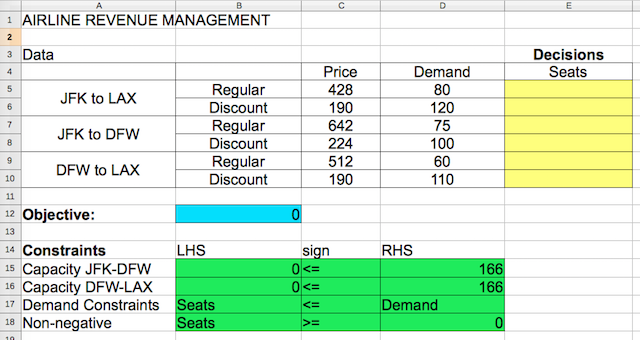 A B C D E
1 AIRLINE REVENUE MANAGEMENT
2
3 Data Decisions
4 Price Demand Seats
5 JFK to LAX Regular 428 80
6 Discount 190 120
7 JFK to DFW Regular 642 75
8 Discount 224 100
9 DFW to LAX Regular 512 60
10 Discount 190 110
11
12 Objective: 0
13
14 Constraints LHS sign RHS
15 Capacity JFK-DFW 0 <= 166
16 Capacity DFW-LAX 0 <= 166
17 Demand Constraints Seats <= Demand
18 Non-negative Seats >= 0
19